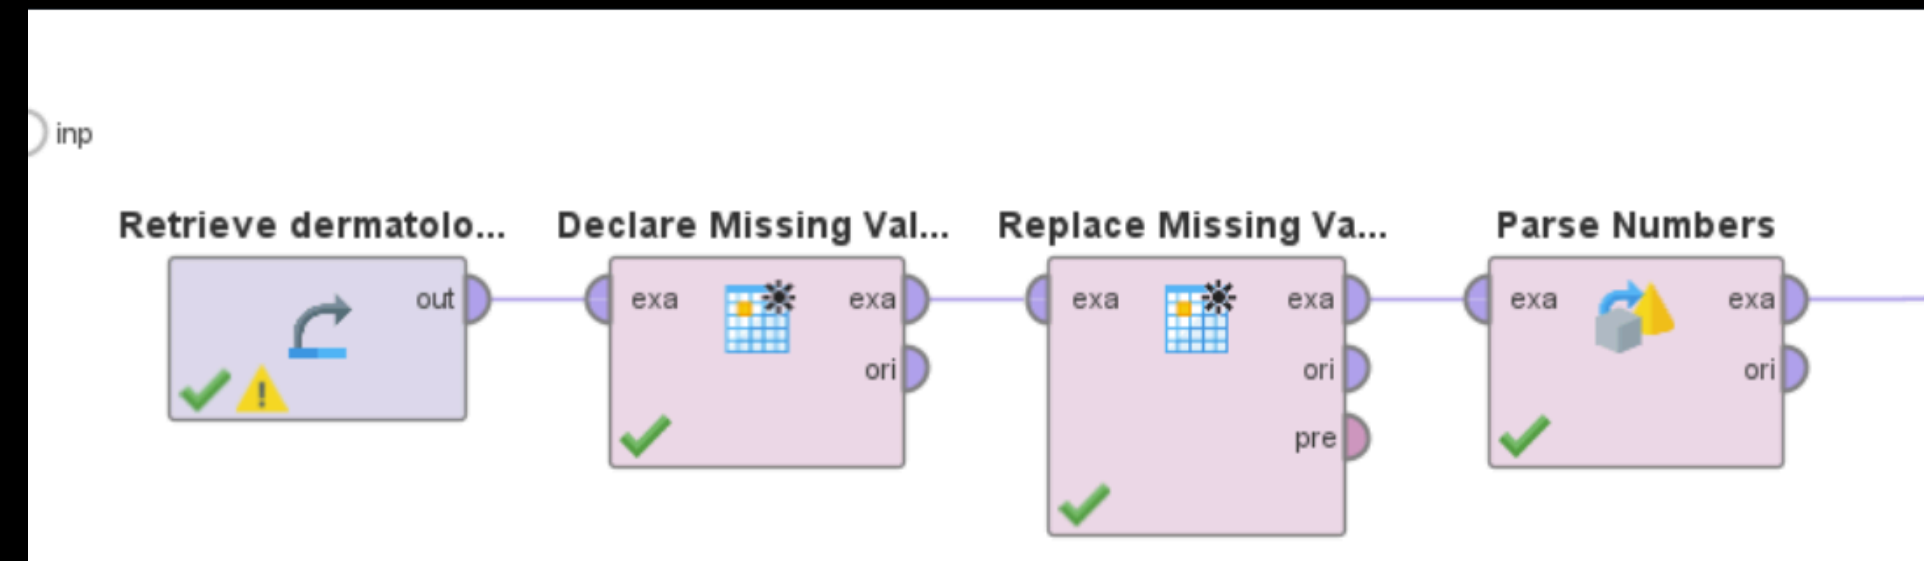 inp
Retrieve dermatolo... Declare Missing Val... Replace Missing Va... Parse Numbers
out exa exa exa exa exa exa
ori ori ori
pre